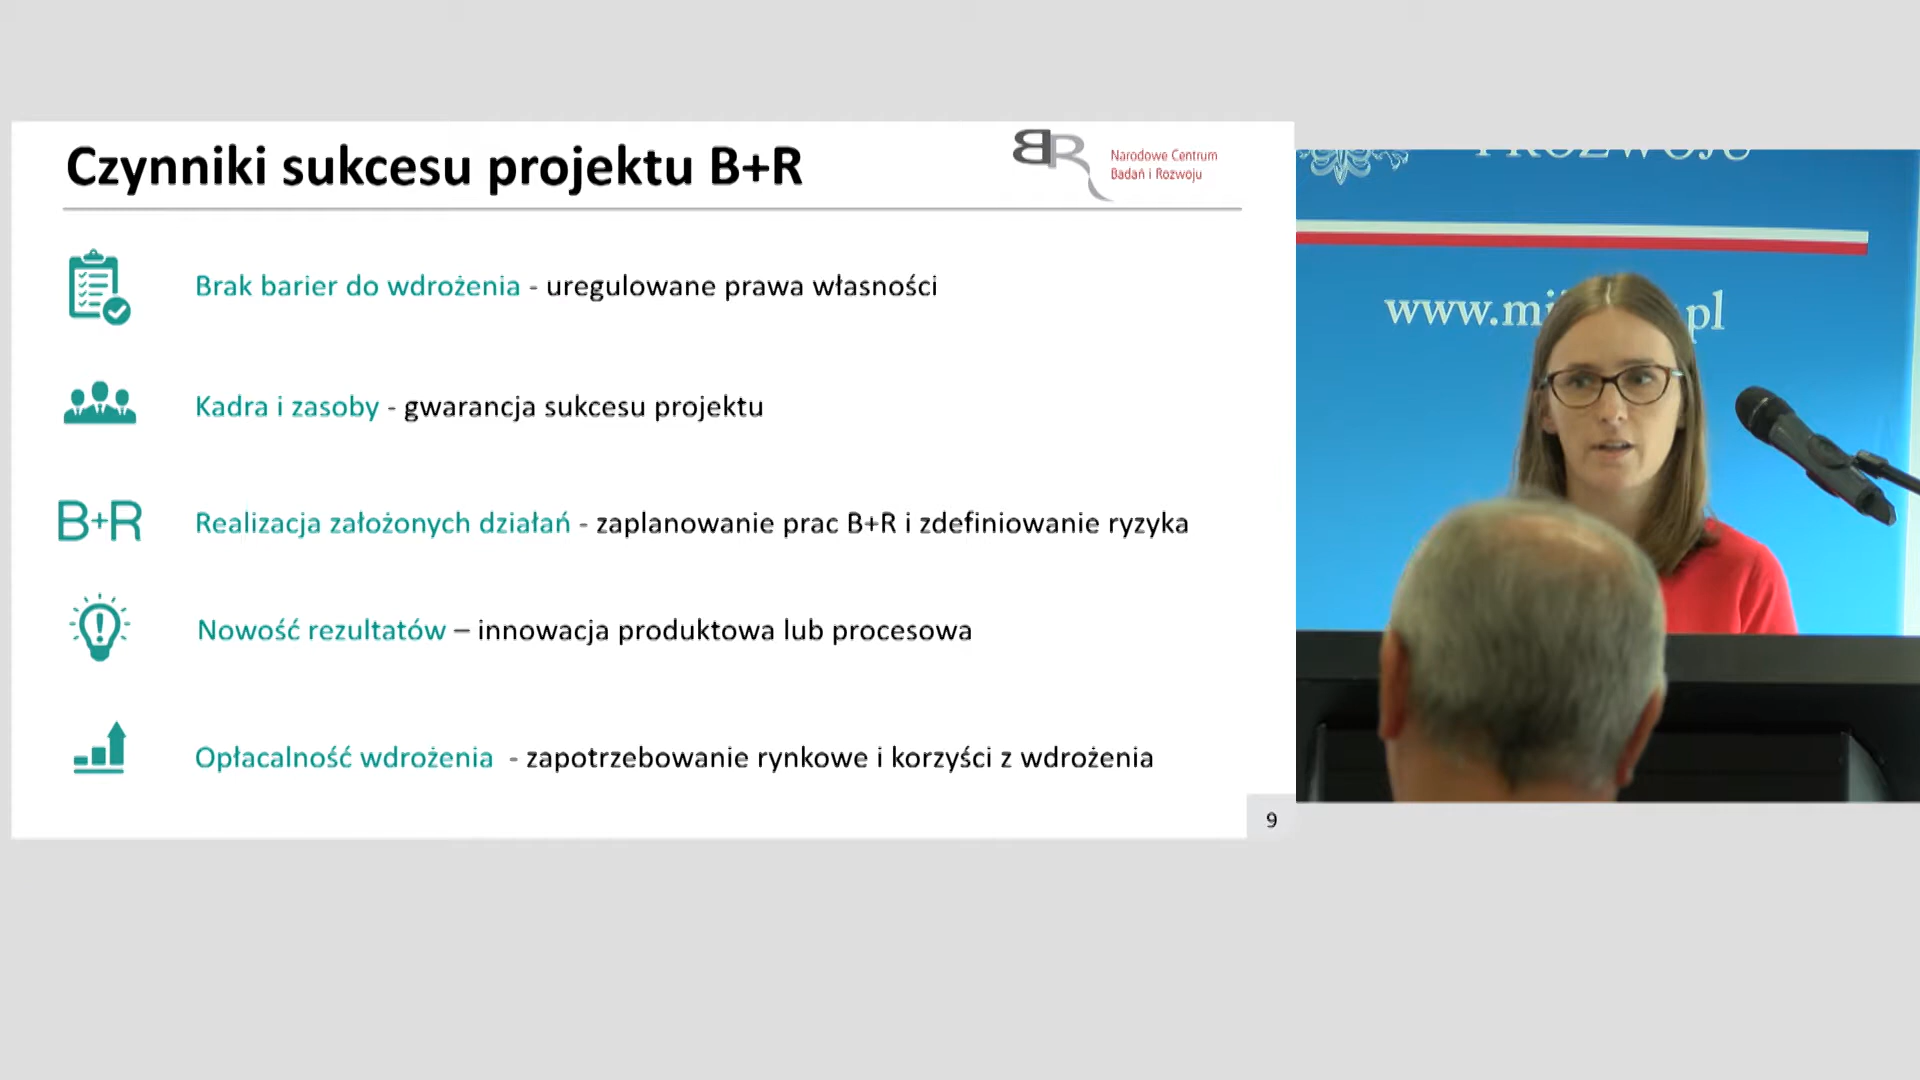 Czynniki sukcesu projektu B+R
BR
Narodowe Centrum
Badań i Rozwoju
Brak barier do wdrożenia - uregulowane prawa własności
Kadra i zasoby - gwarancja sukcesu projektu
B+R
Realizacja założonych działań - zaplanowanie prac B+R i zdefiniowanie ryzyka
Nowość rezultatów – innowacja produktowa lub procesowa
Opłacalność wdrożenia - zapotrzebowanie rynkowe i korzyści z wdrożenia
9
I ROZWOJU
www.mi
pl